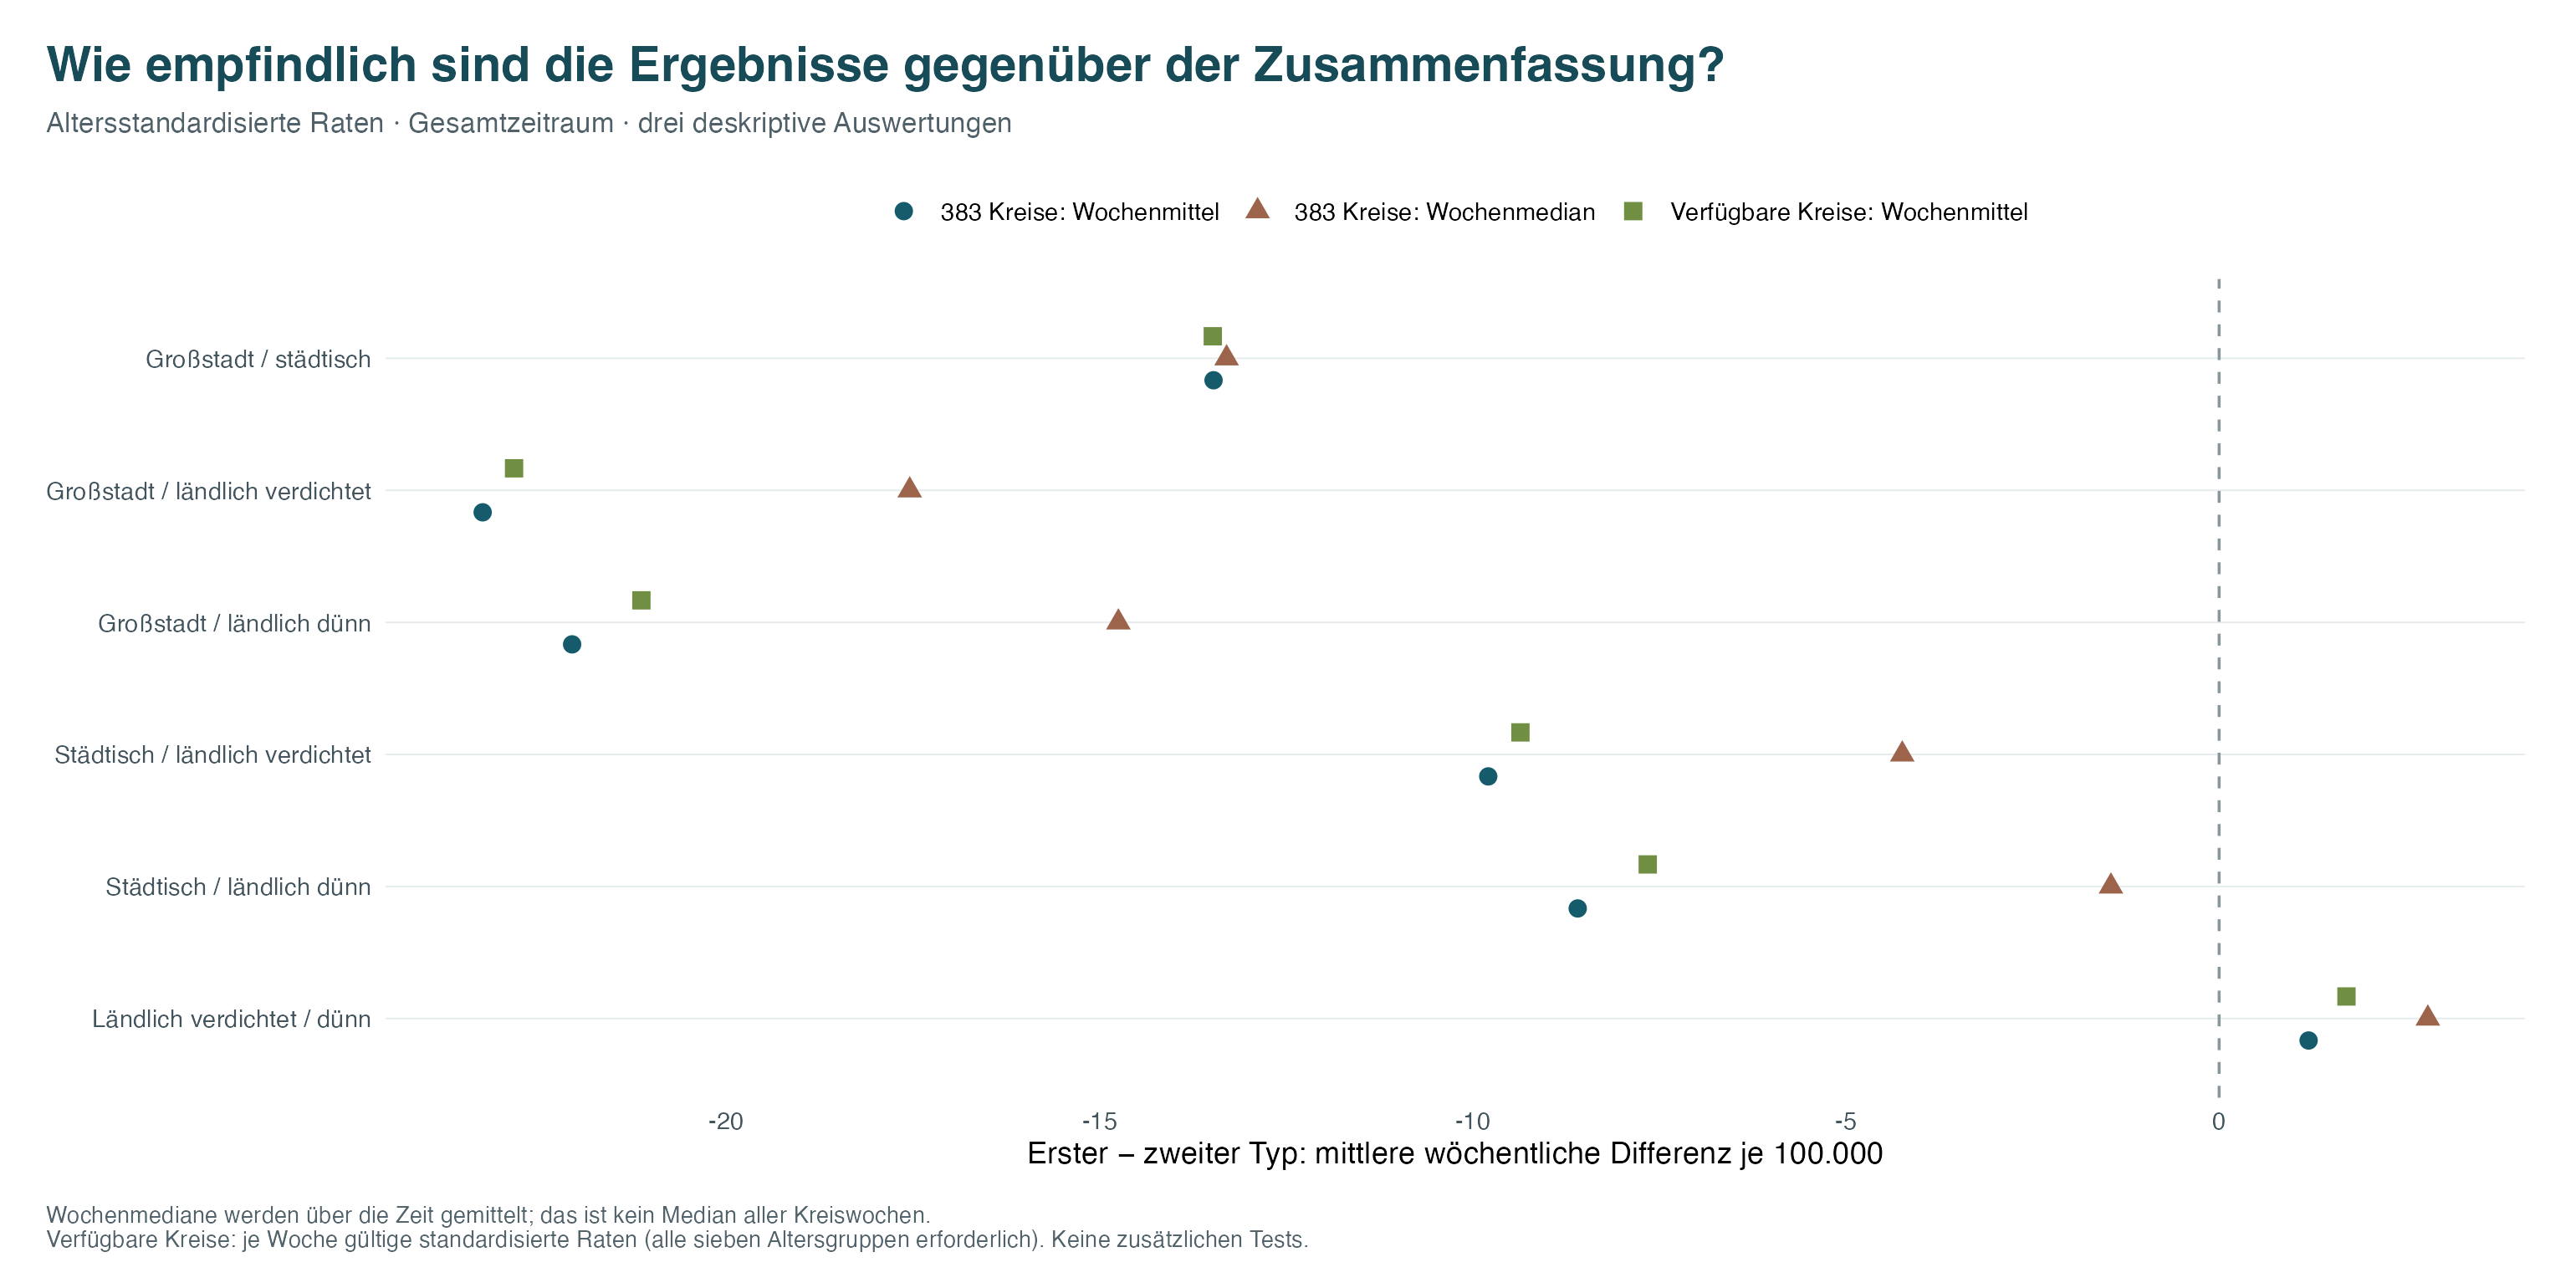 Wie empfindlich sind die Ergebnisse gegenüber der Zusammenfassung?
Altersstandardisierte Raten · Gesamtzeitraum · drei deskriptive Auswertungen
383 Kreise: Wochenmittel 383 Kreise: Wochenmedian Verfügbare Kreise: Wochenmittel
Großstadt / städtisch
Großstadt / ländlich verdichtet
Großstadt / ländlich dünn
Städtisch / ländlich verdichtet
Städtisch / ländlich dünn
Ländlich verdichtet / dünn
-20 -15 -10 -5 0
Erster – zweiter Typ: mittlere wöchentliche Differenz je 100.000
Wochenmediane werden über die Zeit gemittelt; das ist kein Median aller Kreiswochen.
Verfügbare Kreise: je Woche gültige standardisierte Raten (alle sieben Altersgruppen erforderlich). Keine zusätzlichen Tests.